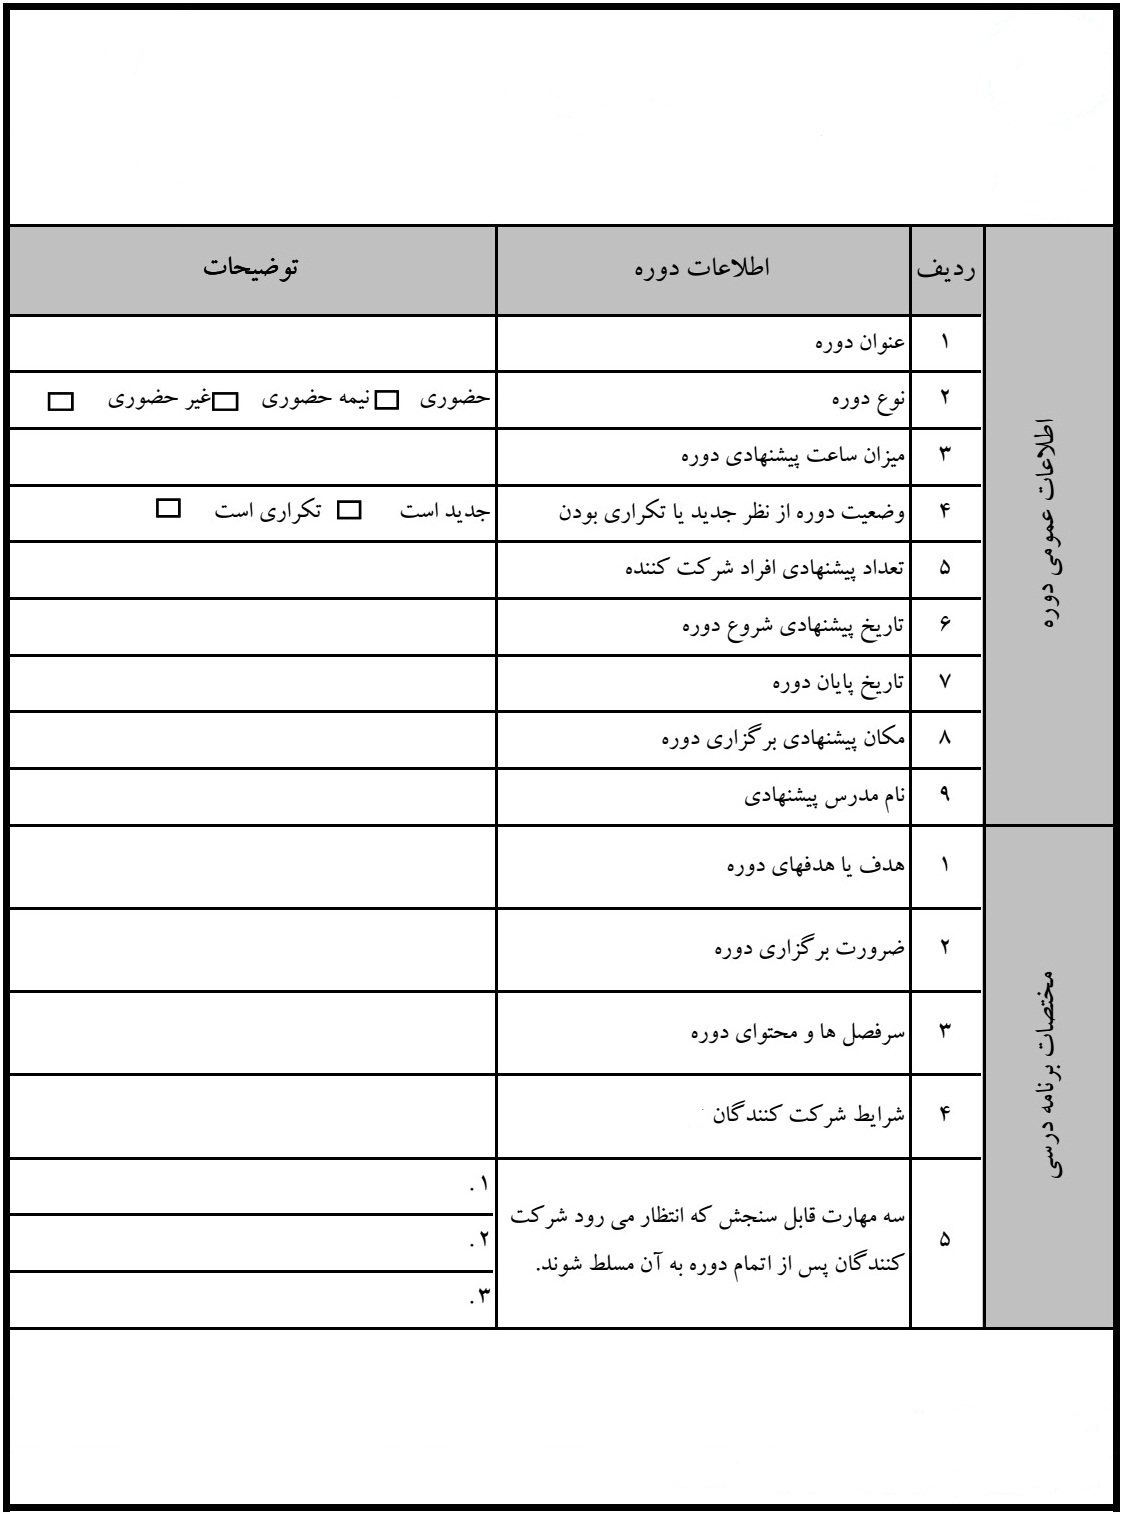 ردیف اطلاعات دوره توضیحات
اطلاعات عمومی دوره
۱ عنوان دوره
۲ نوع دوره حضوری □ نیمه حضوری □ غیر حضوری □
۳ میزان ساعت پیشنهادی دوره
۴ وضعیت دوره از نظر جدید یا تکراری بودن جدید است □ تکراری است □
۵ تعداد پیشنهادی افراد شرکت کننده
۶ تاریخ پیشنهادی شروع دوره
۷ تاریخ پایان دوره
۸ مکان پیشنهادی برگزاری دوره
۹ نام مدرس پیشنهادی
مختصات برنامه درسی
۱ هدف یا هدفهای دوره
۲ ضرورت برگزاری دوره
۳ سرفصل ها و محتوای دوره
۴ شرایط شرکت کنندگان
۵ سه مهارت قابل سنجش که انتظار می رود شرکت
کنندگان پس از اتمام دوره به آن مسلط شوند.
۱.
۲.
۳.